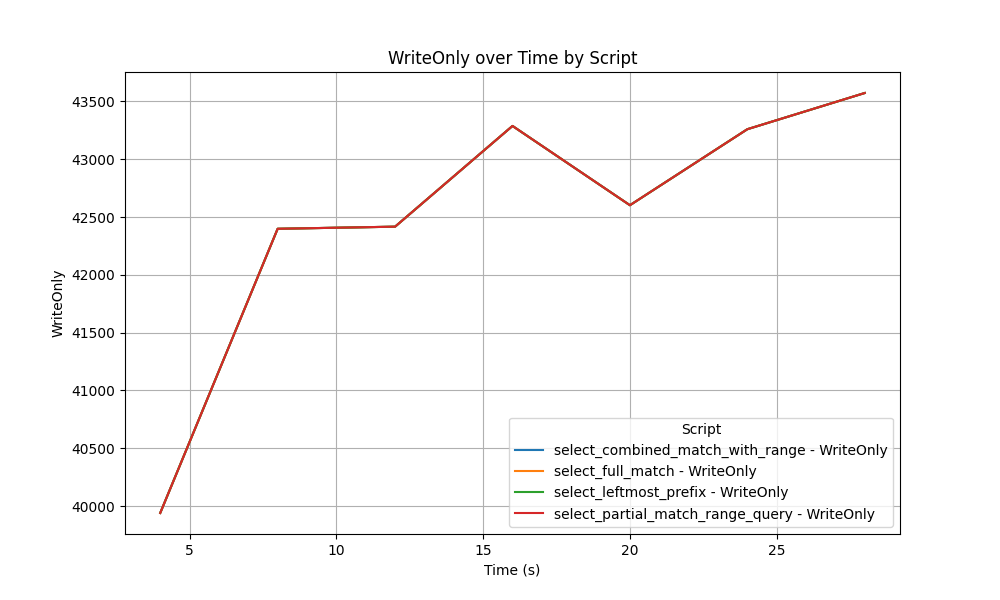 WriteOnly over Time by Script
WriteOnly
43500
43000
42500
42000
41500
41000
40500
40000
5
10
15
20
25
Time (s)
Script
select_combined_match_with_range - WriteOnly
select_full_match - WriteOnly
select_leftmost_prefix - WriteOnly
select_partial_match_range_query - WriteOnly